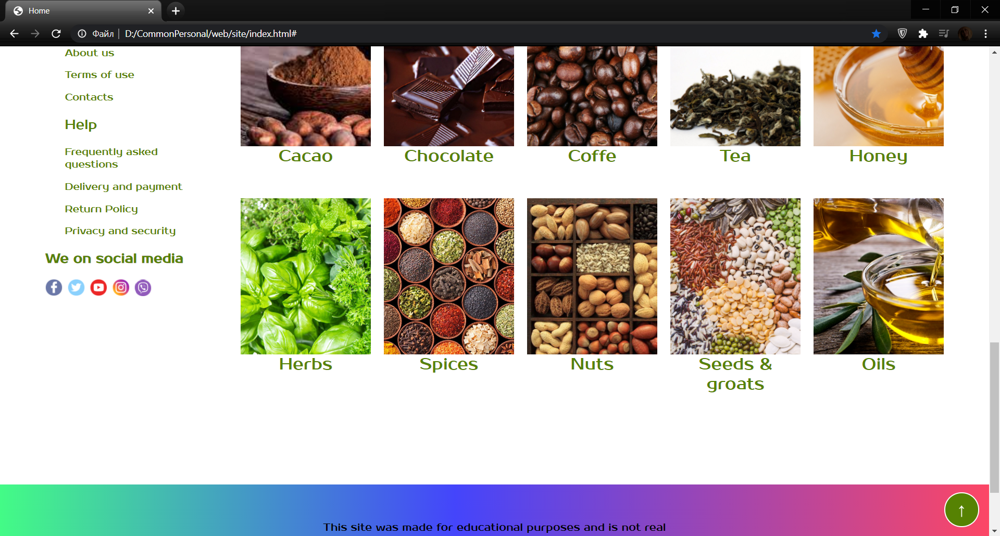 Home
Файл
D:/CommonPersonal/web/site/index.html#
About us
Terms of use
Contacts
Help
Frequently asked
questions
Delivery and payment
Return Policy
Privacy and security
We on social media
Cacao
Chocolate
Coffe
Tea
Honey
Herbs
Spices
Nuts
Seeds &
groats
Oils
↑
This site was made for educational purposes and is not real